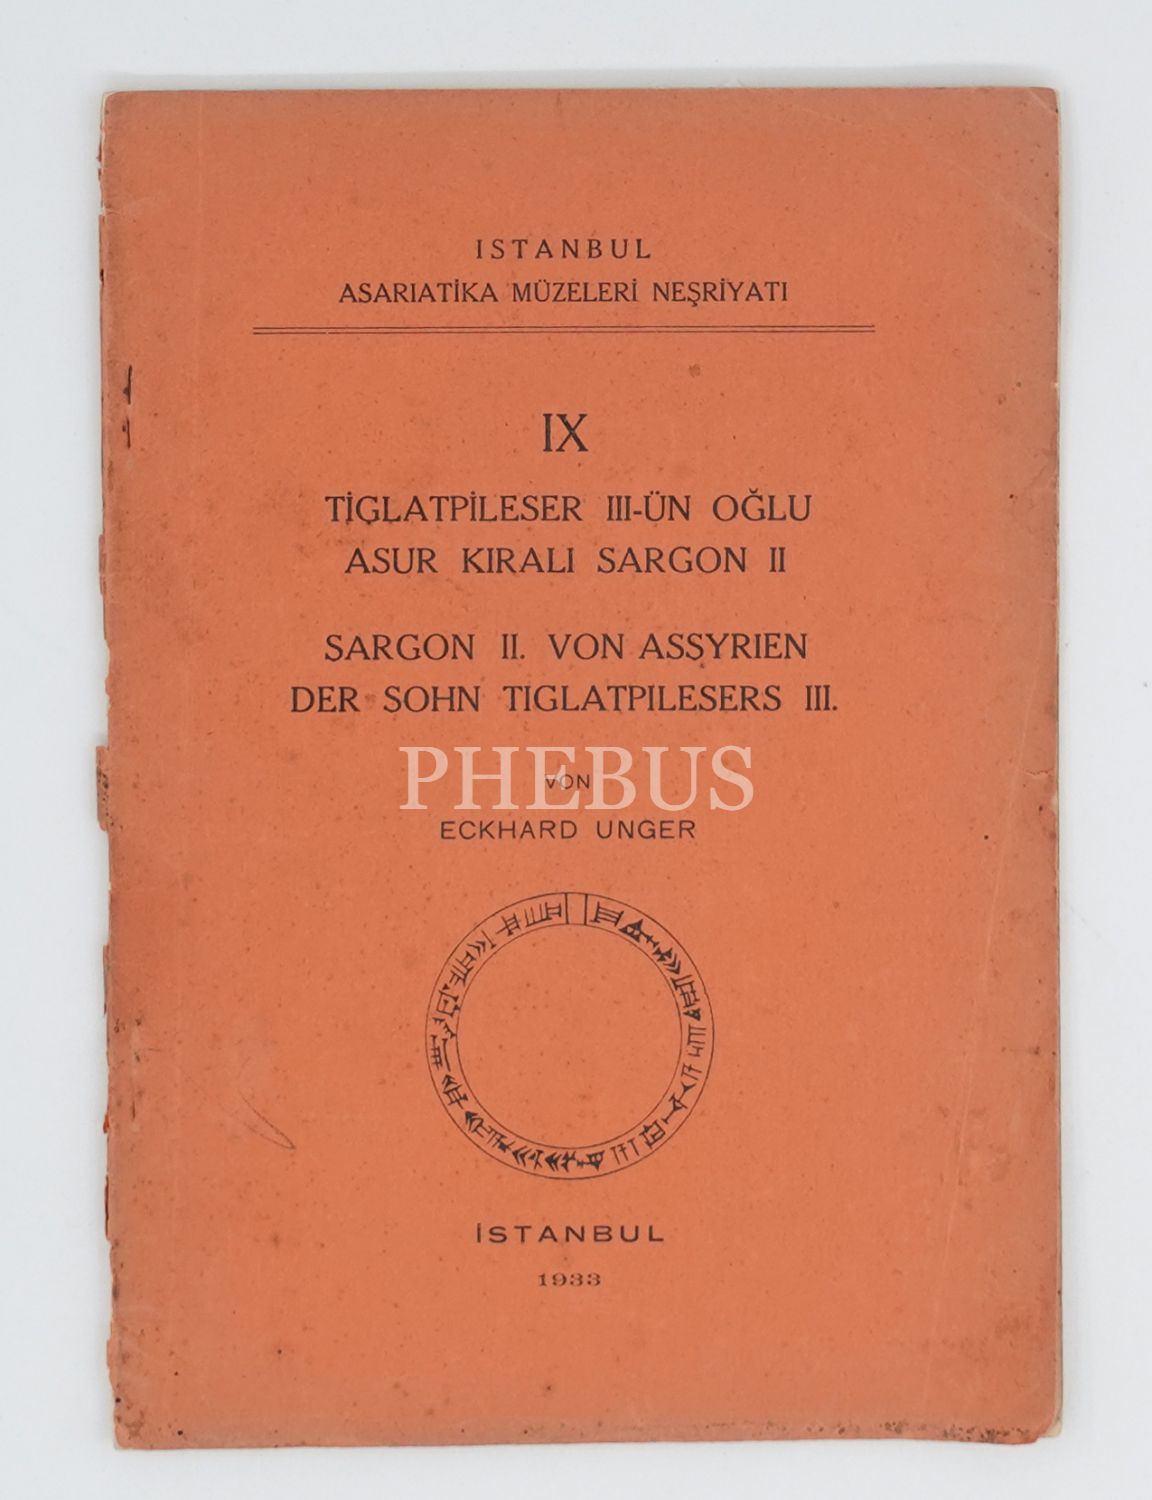 ISTANBUL
ASARIATİKA MÜZELERİ NEŞRİYATI
IX
TİGLATPİLESER III-ÜN OĞLU
ASUR KIRALI SARGON II
SARGON II. VON ASSYRIEN
DER SOHN TIGLATPILESERS III.
PHEBUS
VON
ECKHARD UNGER
İSTANBUL
1933